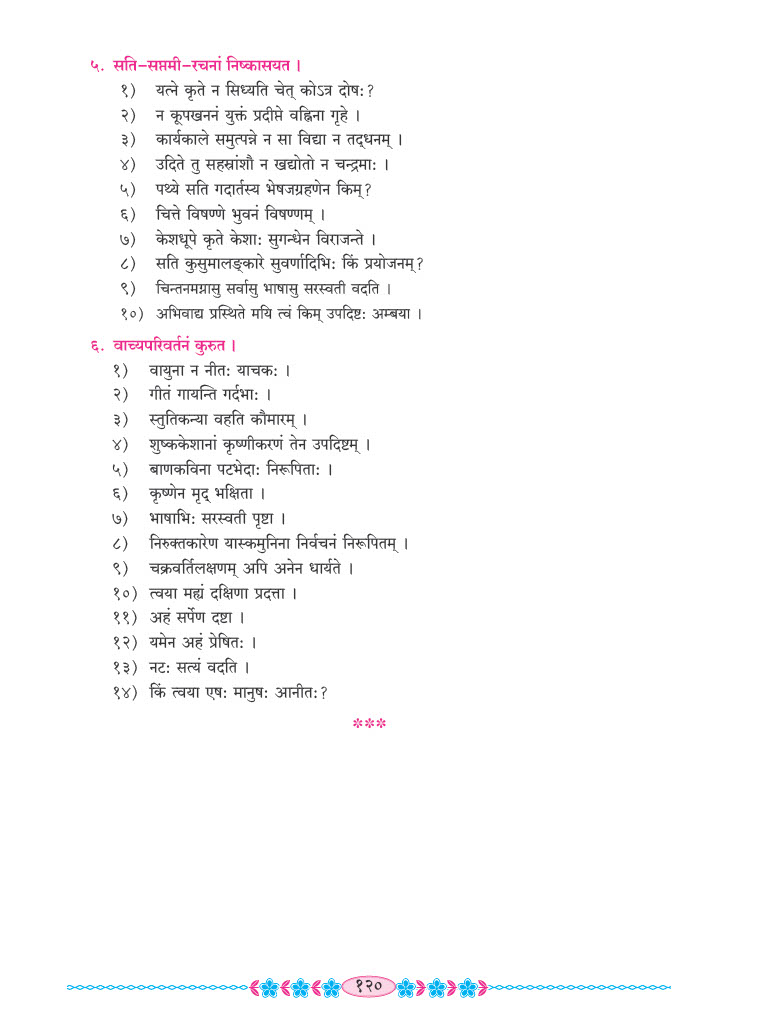 ५. सति-सप्तमी-रचनां निष्कासयत ।
१) यत्ने कृते न सिध्यति चेत् कोऽत्र दोष:?
२) न कूपखननं युक्तं प्रदीप्ते वह्निना गृहे ।
३) कार्यकाले समुत्पन्ने न सा विद्या न तद्धनम् ।
४) उदिते तु सहस्रांशौ न खद्योतो न चन्द्रमा: ।
५) पथ्ये सति गदार्तस्य भेषजग्रहणेन किम्?
६) चित्ते विषण्णे भुवनं विषण्णम् ।
७) केशधूपे कृते केशा: सुगन्धेन विराजन्ते ।
८) सति कुसुमालङ्कारे सुवर्णादिभि: किं प्रयोजनम्?
९) चिन्तनमग्नासु सर्वासु भाषासु सरस्वती वदति ।
१०) अभिवाद्य प्रस्थिते मयि त्वं किम् उपदिष्ट: अम्बया ।
६. वाच्यपरिवर्तनं कुरुत ।
१) वायुना न नीत: याचक: ।
२) गीतं गायन्ति गर्दभा: ।
३) स्तुतिकन्या वहति कौमारम् ।
४) शुष्ककेशानां कृष्णीकरणं तेन उपदिष्टम् ।
५) बाणकविना पटभेदा: निरूपिता: ।
६) कृष्णेन मृद् भक्षिता ।
७) भाषाभि: सरस्वती पृष्टा ।
८) निरुक्तकारेण यास्कमुनिना निर्वचनं निरूपितम् ।
९) चक्रवर्तिलक्षणम् अपि अनेन धार्यते ।
१०) त्वया मह्यं दक्षिणा प्रदत्ता ।
११) अहं सर्पेण दष्टा ।
१२) यमेन अहं प्रेषित: ।
१३) नट: सत्यं वदति ।
१४) किं त्वया एष: मानुष: आनीत:?
***
१२०